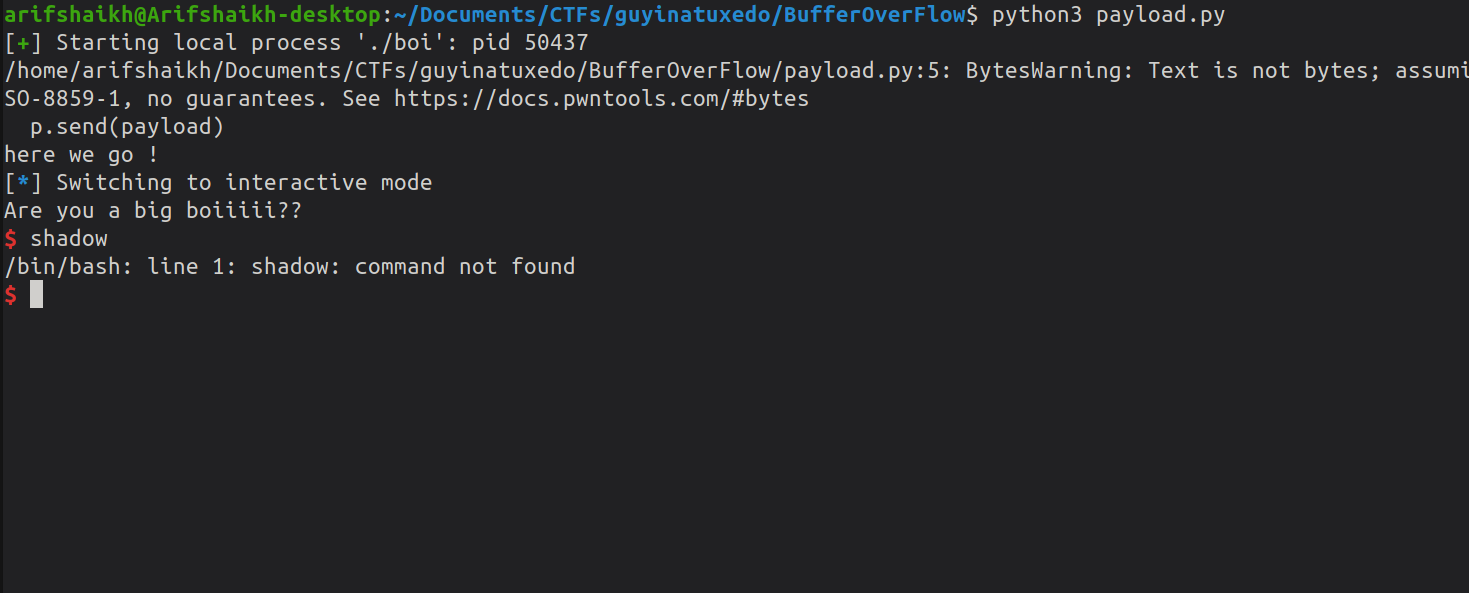 arifshaikh@Arifshaikh-desktop:~/Documents/CTFs/guyinatuxedo/BufferOverFlow$ python3 payload.py
[+] Starting local process './boi': pid 50437
/home/arifshaikh/Documents/CTFs/guyinatuxedo/BufferOverFlow/payload.py:5: BytesWarning: Text is not bytes; assumi
SO-8859-1, no guarantees. See https://docs.pwntools.com/#bytes
  p.send(payload)
here we go !
[*] Switching to interactive mode
Are you a big boiiiii??
$ shadow
/bin/bash: line 1: shadow: command not found
$